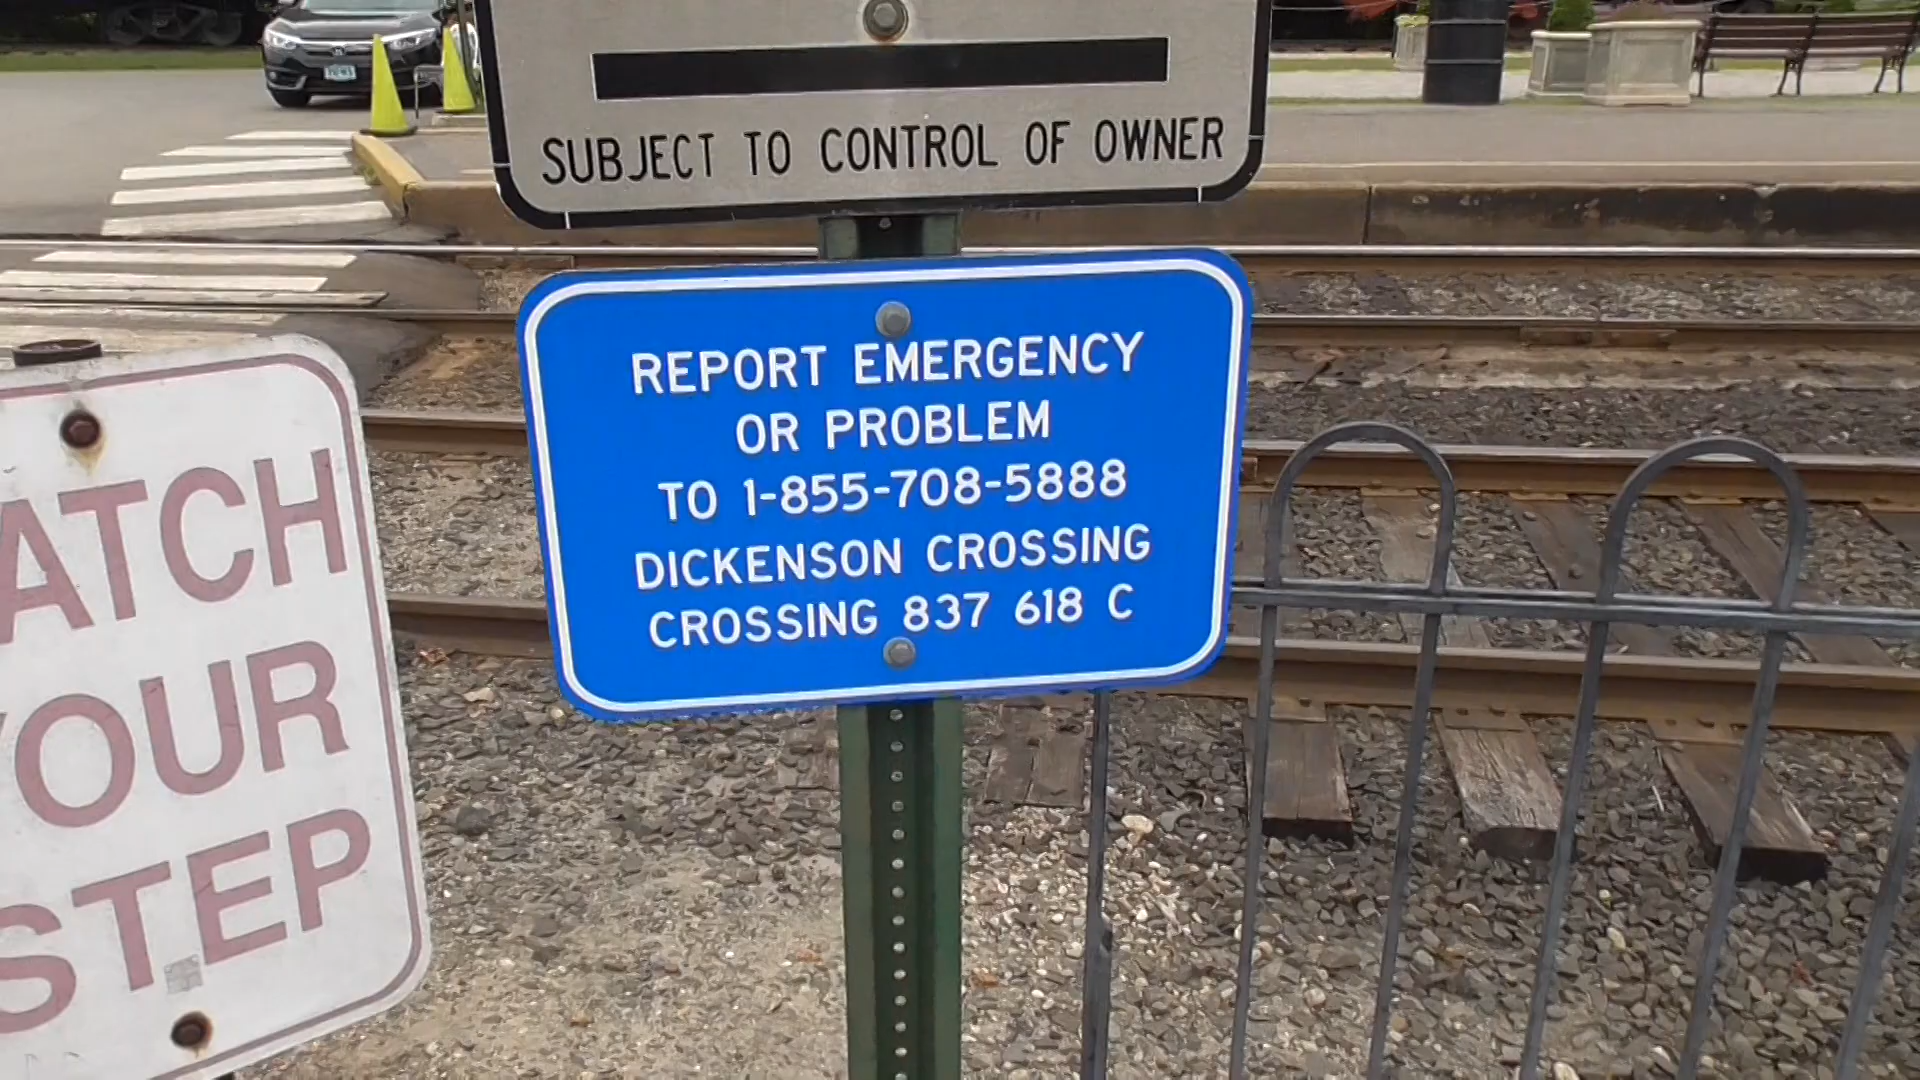 SUBJECT TO CONTROL OF OWNER
REPORT EMERGENCY
OR PROBLEM
TO 1-855-708-5888
DICKENSON CROSSING
CROSSING 837 618 C
ATCH
YOUR
STEP